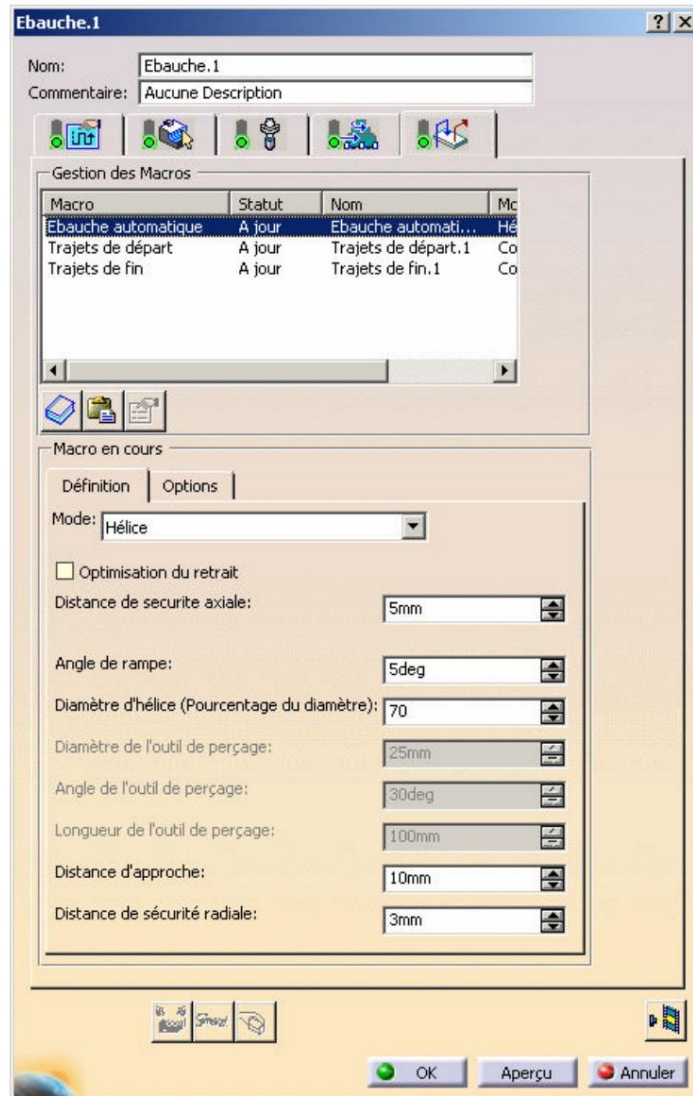 Ebauche.1
Nom: Ebauche.1
Commentaire: Aucune Description
Gestion des Macros
Macro Statut Nom Mc
Ebauche automatique A jour Ebauche automati... Hé
Trajets de départ A jour Trajets de départ.1 Co
Trajets de fin A jour Trajets de fin.1 Co
Macro en cours
Définition Options
Mode: Hélice
Optimisation du retrait
Distance de securite axiale: 5mm
Angle de rampe: 5deg
Diamètre d'hélice (Pourcentage du diamètre): 70
Diamètre de l'outil de perçage: 25mm
Angle de l'outil de perçage: 30deg
Longueur de l'outil de perçage: 100mm
Distance d'approche: 10mm
Distance de sécurité radiale: 3mm
OK Aperçu Annuler